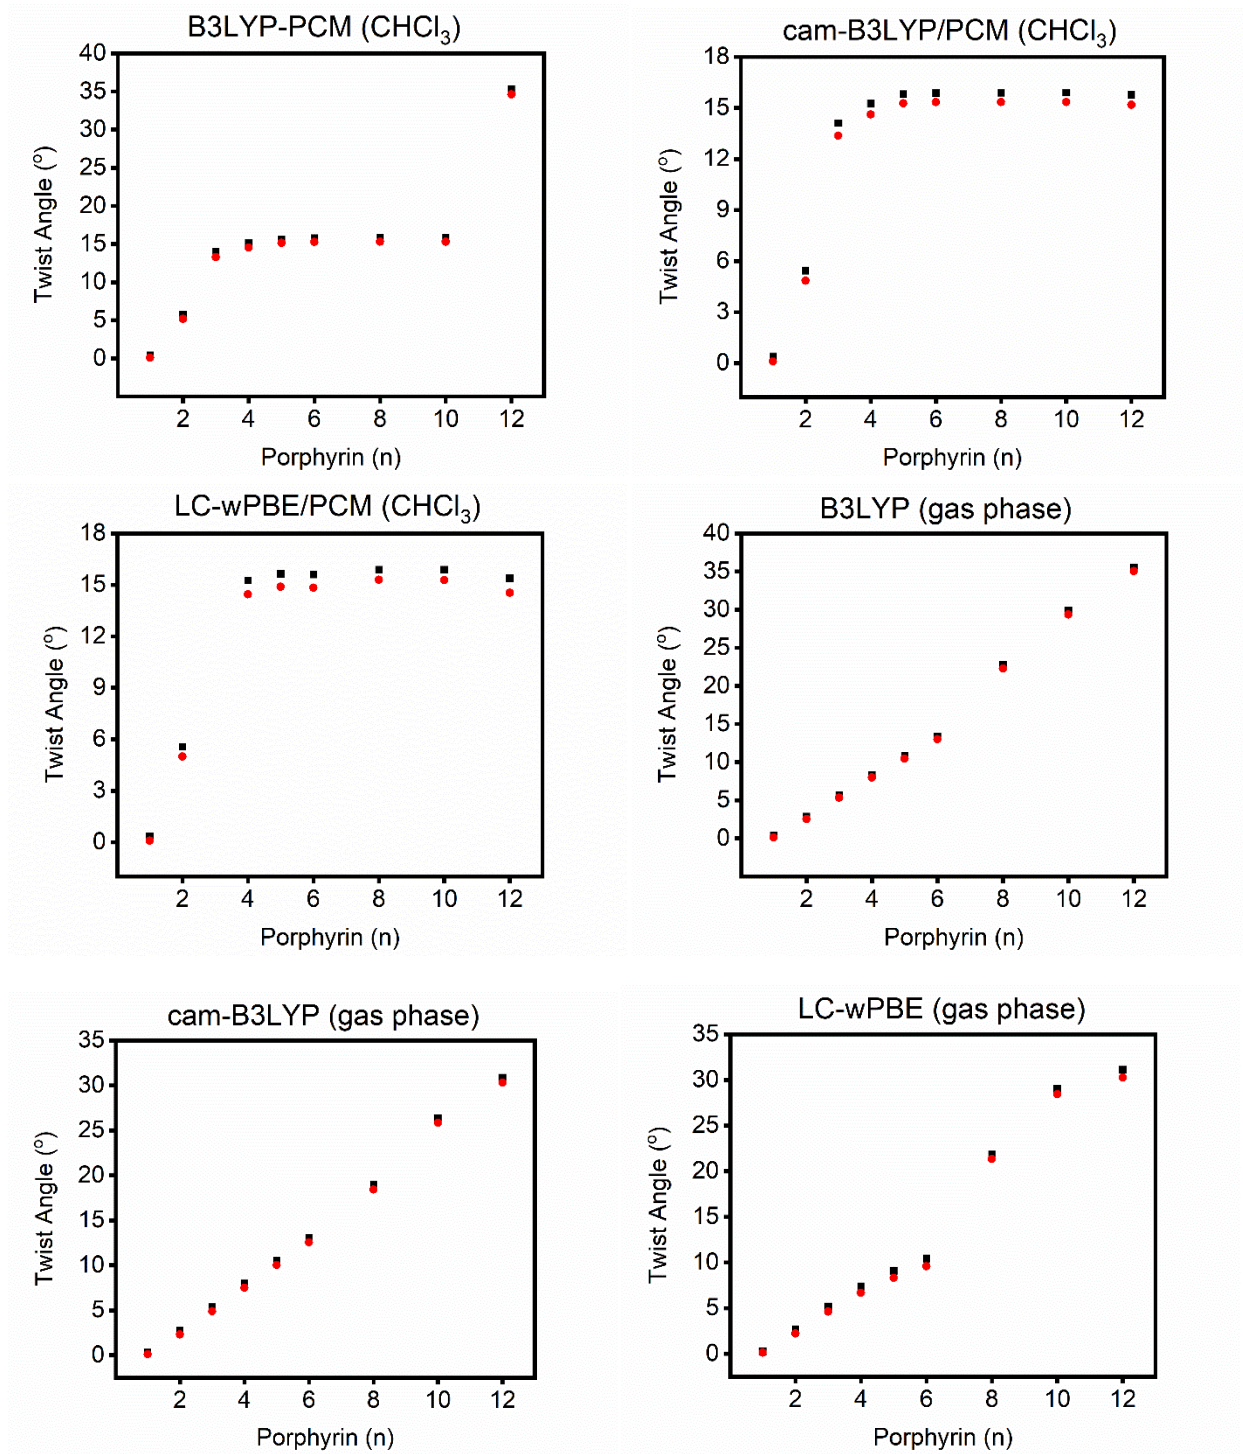 B3LYP-PCM (CHCl₃)
40
35
30
25
20
15
10
5
0
Twist Angle (°)
2 4 6 8 10 12
Porphyrin (n)
cam-B3LYP/PCM (CHCl₃)
18
15
12
9
6
3
0
Twist Angle (°)
2 4 6 8 10 12
Porphyrin (n)
LC-wPBE/PCM (CHCl₃)
18
15
12
9
6
3
0
Twist Angle (°)
2 4 6 8 10 12
Porphyrin (n)
B3LYP (gas phase)
40
35
30
25
20
15
10
5
0
Twist Angle (°)
2 4 6 8 10 12
Porphyrin (n)
cam-B3LYP (gas phase)
35
30
25
20
15
10
5
0
Twist Angle (°)
2 4 6 8 10 12
Porphyrin (n)
LC-wPBE (gas phase)
35
30
25
20
15
10
5
0
Twist Angle (°)
2 4 6 8 10 12
Porphyrin (n)